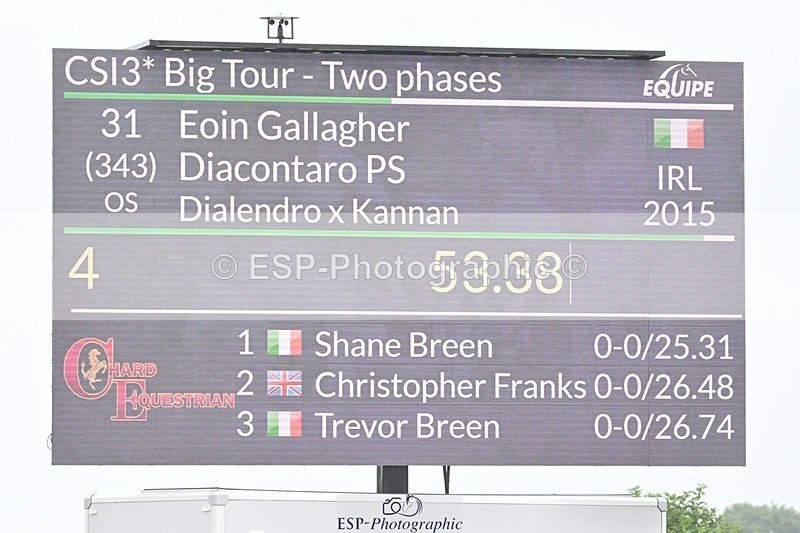 CSI3* Big Tour - Two phases
EQUIPE
31 Eoin Gallagher
(343) Diacontaro PS IRL
OS Dialendro x Kannan 2015
4 53.38
© ESP-Photographic ©
1 Shane Breen 0-0/25.31
2 Christopher Franks 0-0/26.48
3 Trevor Breen 0-0/26.74
CHARD
EQUESTRIAN
ESP-Photographic